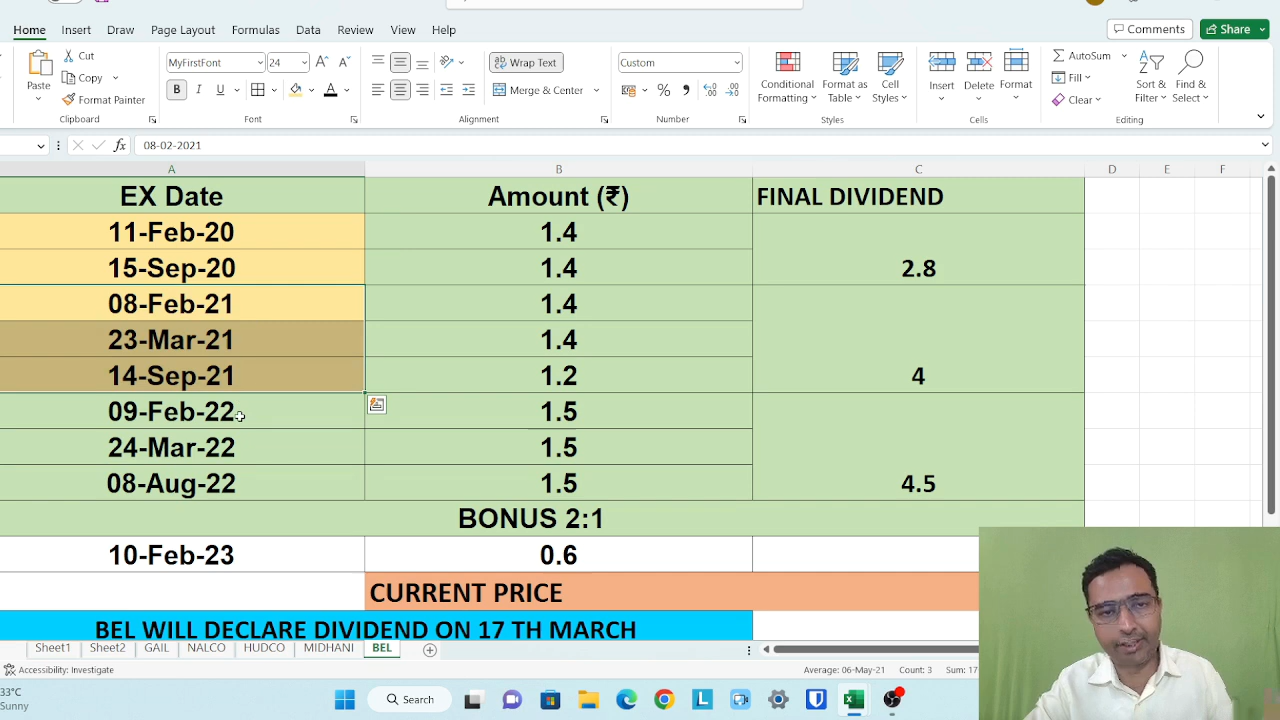 Home Insert Draw Page Layout Formulas Data Review View Help Comments Share
Paste Cut Copy Format Painter Clipboard
MyFirstFont 24 A A B I U A Font
Wrap Text Merge & Center Alignment
Custom % , Number
Conditional Formatting Format as Table Cell Styles Styles
Insert Delete Format Cells
AutoSum Fill Clear Sort & Filter Find & Select Editing
fx 08-02-2021
A B C D E F
EX Date Amount (₹) FINAL DIVIDEND
11-Feb-20 1.4
15-Sep-20 1.4 2.8
08-Feb-21 1.4
23-Mar-21 1.4
14-Sep-21 1.2 4
09-Feb-22 1.5
24-Mar-22 1.5
08-Aug-22 1.5 4.5
BONUS 2:1
10-Feb-23 0.6
CURRENT PRICE
BEL WILL DECLARE DIVIDEND ON 17 TH MARCH
Sheet1 Sheet2 GAIL NALCO HUDCO MIDHANI BEL
Accessibility: Investigate Average: 06-May-21 Count: 3 Sum: 17
33°C
Sunny
Search